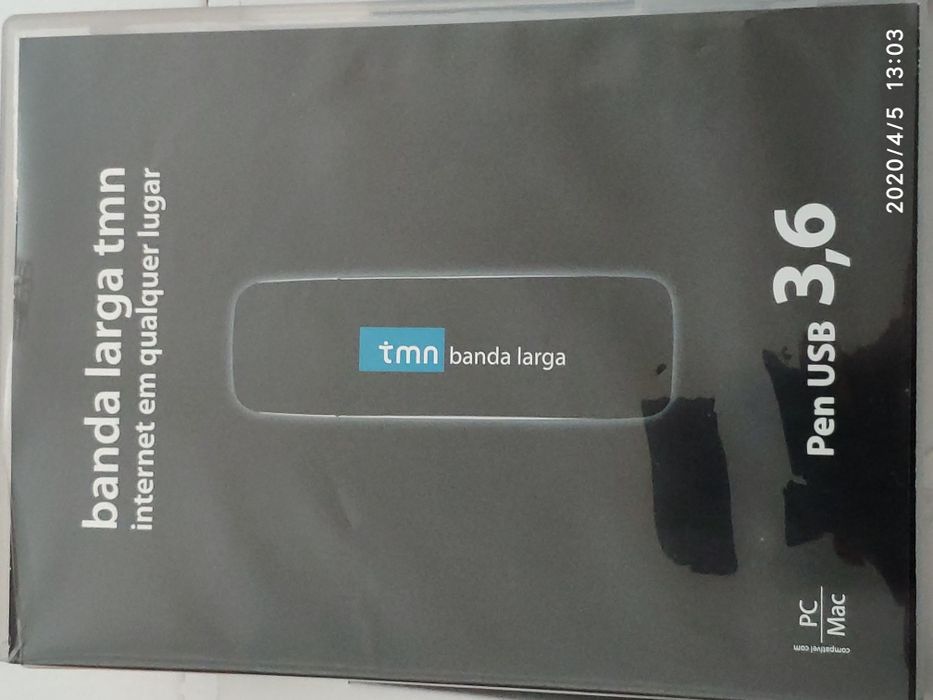 banda larga tmn
internet em qualquer lugar
tmn banda larga
Pen USB 3,6
compatível com
PC
Mac
2020/4/5 13:03